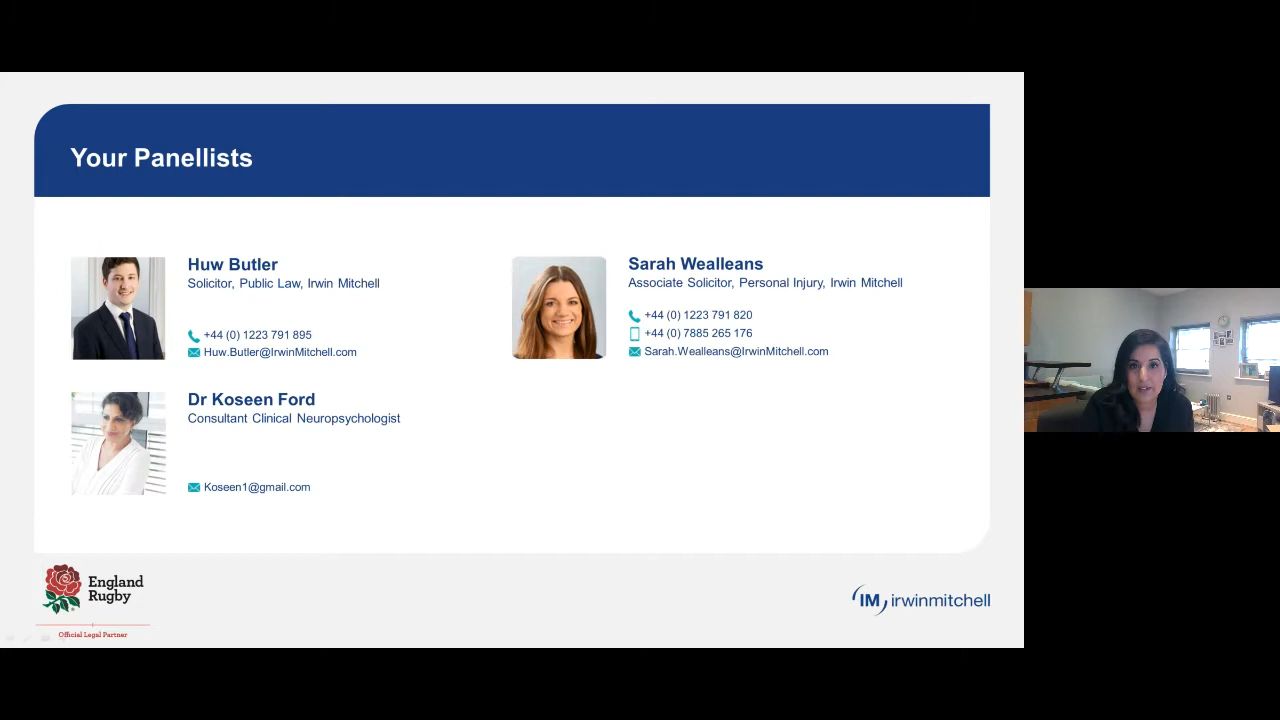 Your Panellists
Huw Butler
Solicitor, Public Law, Irwin Mitchell
+44 (0) 1223 791 895
Huw.Butler@IrwinMitchell.com
Sarah Wealleans
Associate Solicitor, Personal Injury, Irwin Mitchell
+44 (0) 1223 791 820
+44 (0) 7885 265 176
Sarah.Wealleans@IrwinMitchell.com
Dr Koseen Ford
Consultant Clinical Neuropsychologist
Koseen1@gmail.com
England
Rugby
Official Legal Partner
IM irwinmitchell